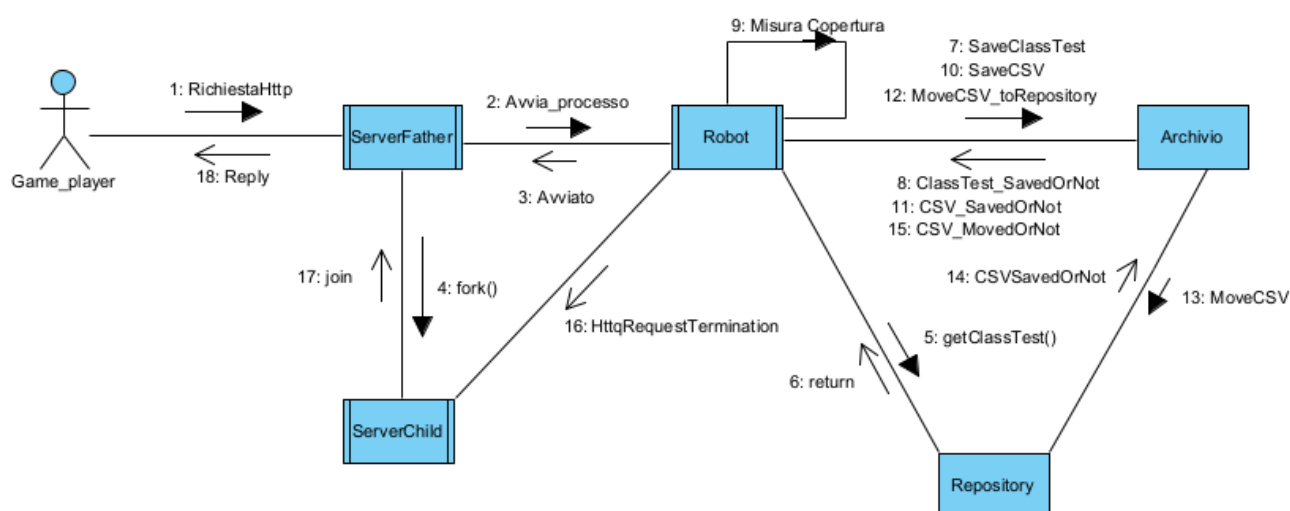 9: Misura Copertura
7: SaveClassTest
10: SaveCSV
12: MoveCSV_toRepository
1: RichiestaHttp
2: Avvia_processo
ServerFather
Robot
Archivio
Game_player
18: Reply
3: Avviato
8: ClassTest_SavedOrNot
11: CSV_SavedOrNot
15: CSV_MovedOrNot
17: join
4: fork()
14: CSVSavedOrNot
13: MoveCSV
16: HttqRequestTermination
5: getClassTest()
6: return
ServerChild
Repository